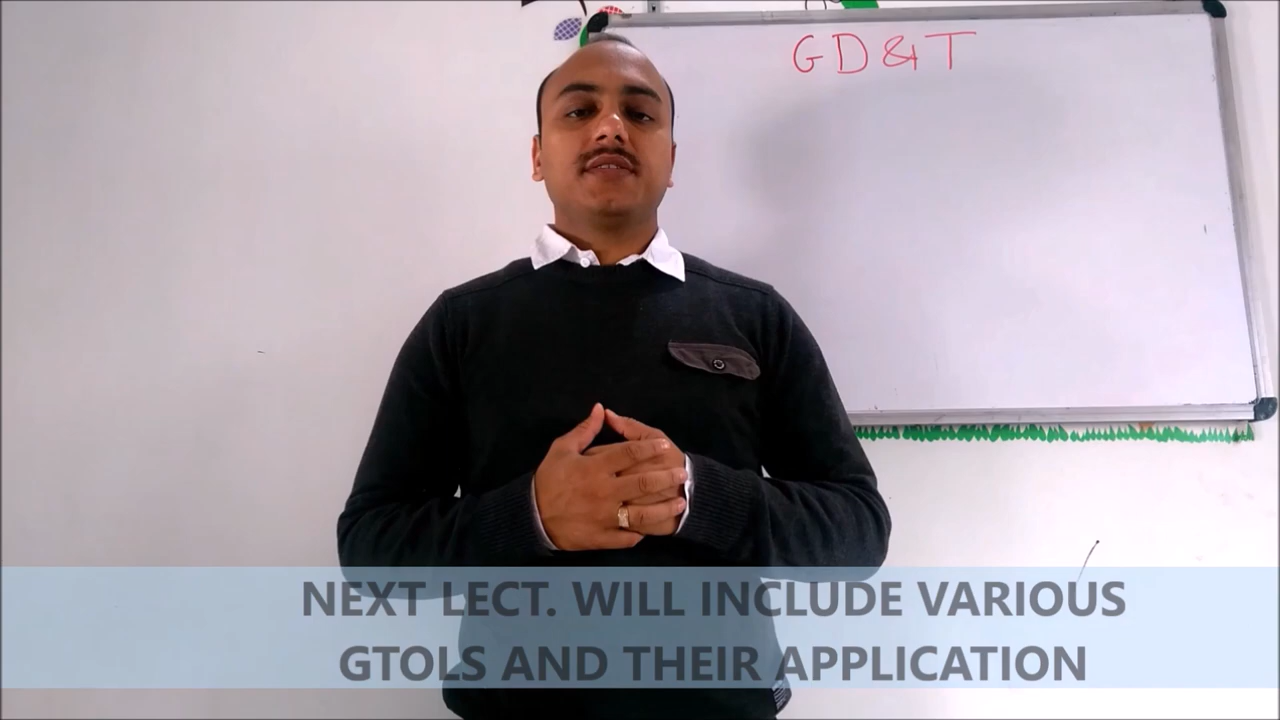 GD&T
NEXT LECT. WILL INCLUDE VARIOUS
GTOLS AND THEIR APPLICATION